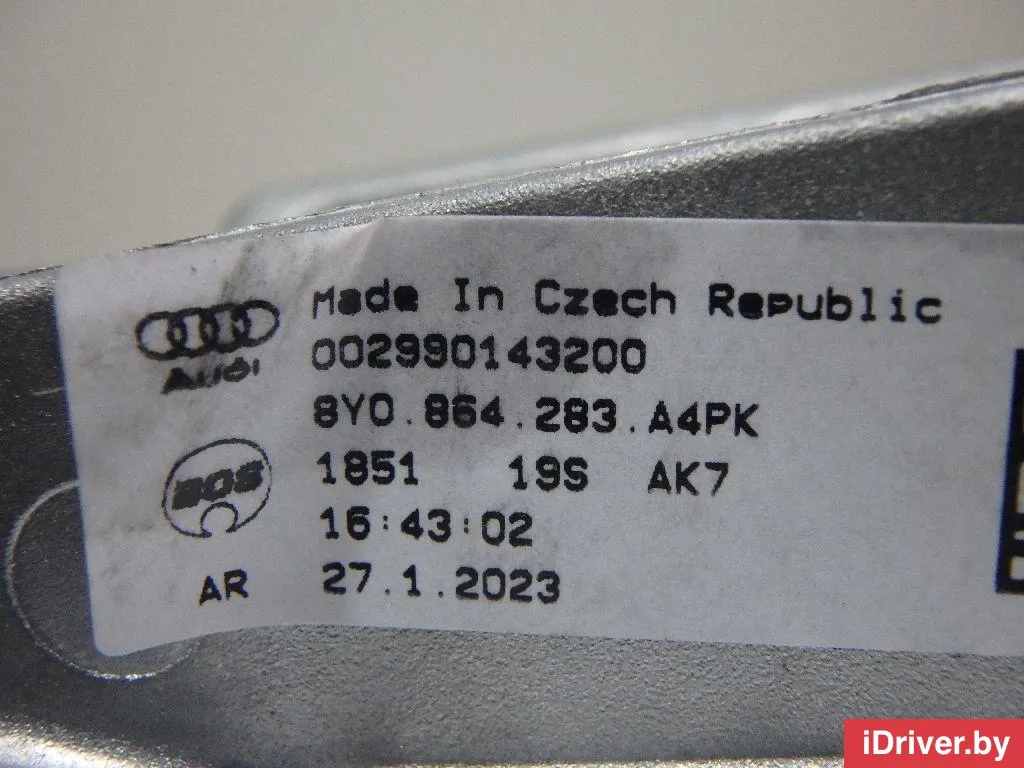 Made In Czech Republic
002990143200
Audi
8Y0.864.283.A4PK
BOS
1851 19S AK7
16:43:02
AR 27.1.2023
iDriver.by